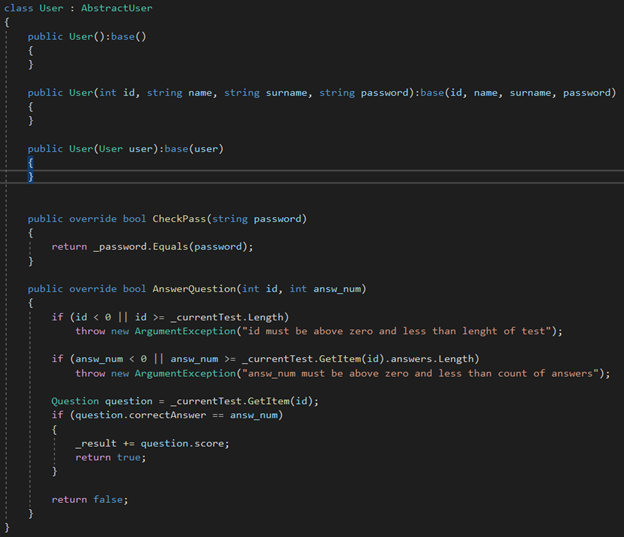 class User : AbstractUser
{
    public User():base()
    {
    }

    public User(int id, string name, string surname, string password):base(id, name, surname, password)
    {
    }

    public User(User user):base(user)
    {
    }


    public override bool CheckPass(string password)
    {
        return _password.Equals(password);
    }

    public override bool AnswerQuestion(int id, int answ_num)
    {
        if (id < 0 || id >= _currentTest.Length)
            throw new ArgumentException("id must be above zero and less than lenght of test");

        if (answ_num < 0 || answ_num >= _currentTest.GetItem(id).answers.Length)
            throw new ArgumentException("answ_num must be above zero and less than count of answers");

        Question question = _currentTest.GetItem(id);
        if (question.correctAnswer == answ_num)
        {
            _result += question.score;
            return true;
        }

        return false;
    }
}